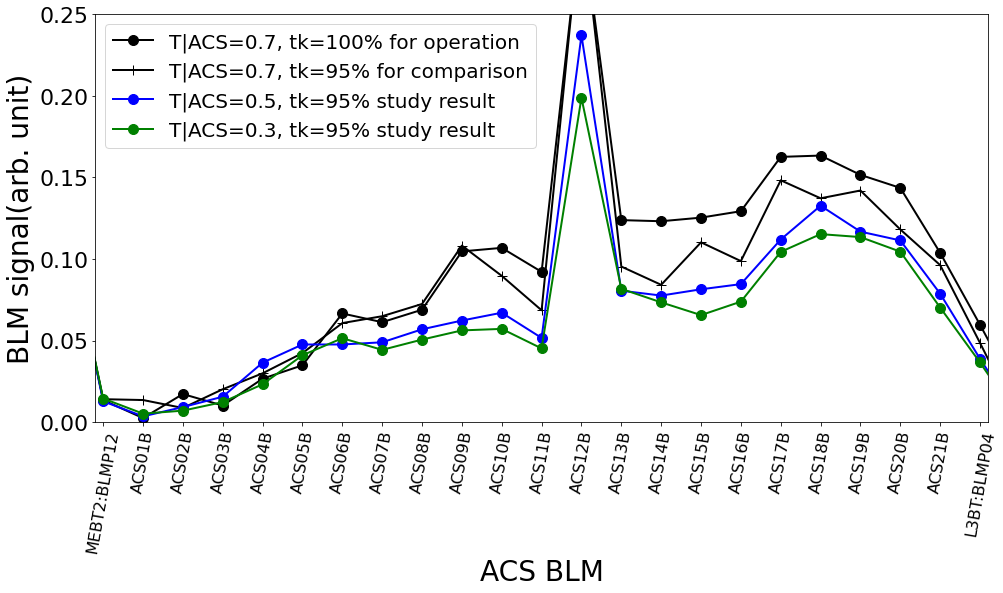 0.25
0.20
0.15
0.10
0.05
0.00
BLM signal(arb. unit)
T|ACS=0.7, tk=100% for operation
T|ACS=0.7, tk=95% for comparison
T|ACS=0.5, tk=95% study result
T|ACS=0.3, tk=95% study result
MEBT2:BLMP12
ACS01B
ACS02B
ACS03B
ACS04B
ACS05B
ACS06B
ACS07B
ACS08B
ACS09B
ACS10B
ACS11B
ACS12B
ACS13B
ACS14B
ACS15B
ACS16B
ACS17B
ACS18B
ACS19B
ACS20B
ACS21B
L3BT:BLMP04
ACS BLM